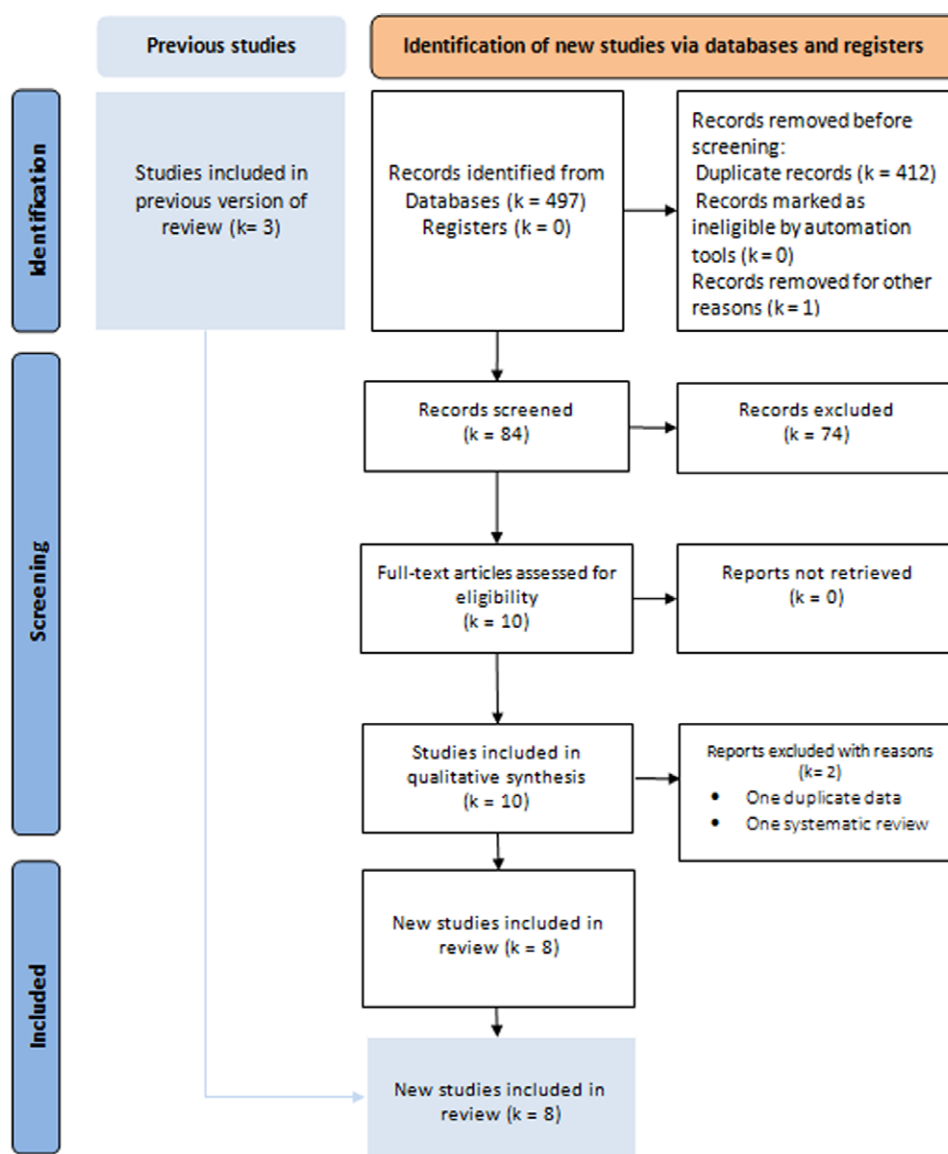 Previous studies
Identification of new studies via databases and registers
Identification
Studies included in
previous version of
review (k= 3)
Records identified from
Databases (k = 497)
Registers (k = 0)
Records removed before
screening:
Duplicate records (k = 412)
Records marked as
ineligible by automation
tools (k = 0)
Records removed for other
reasons (k = 1)
Screening
Records screened
(k = 84)
Records excluded
(k = 74)
Full-text articles assessed for
eligibility
(k = 10)
Reports not retrieved
(k = 0)
Studies included in
qualitative synthesis
(k = 10)
Reports excluded with reasons
(k= 2)
• One duplicate data
• One systematic review
Included
New studies included in
review (k = 8)
New studies included in
review (k = 8)